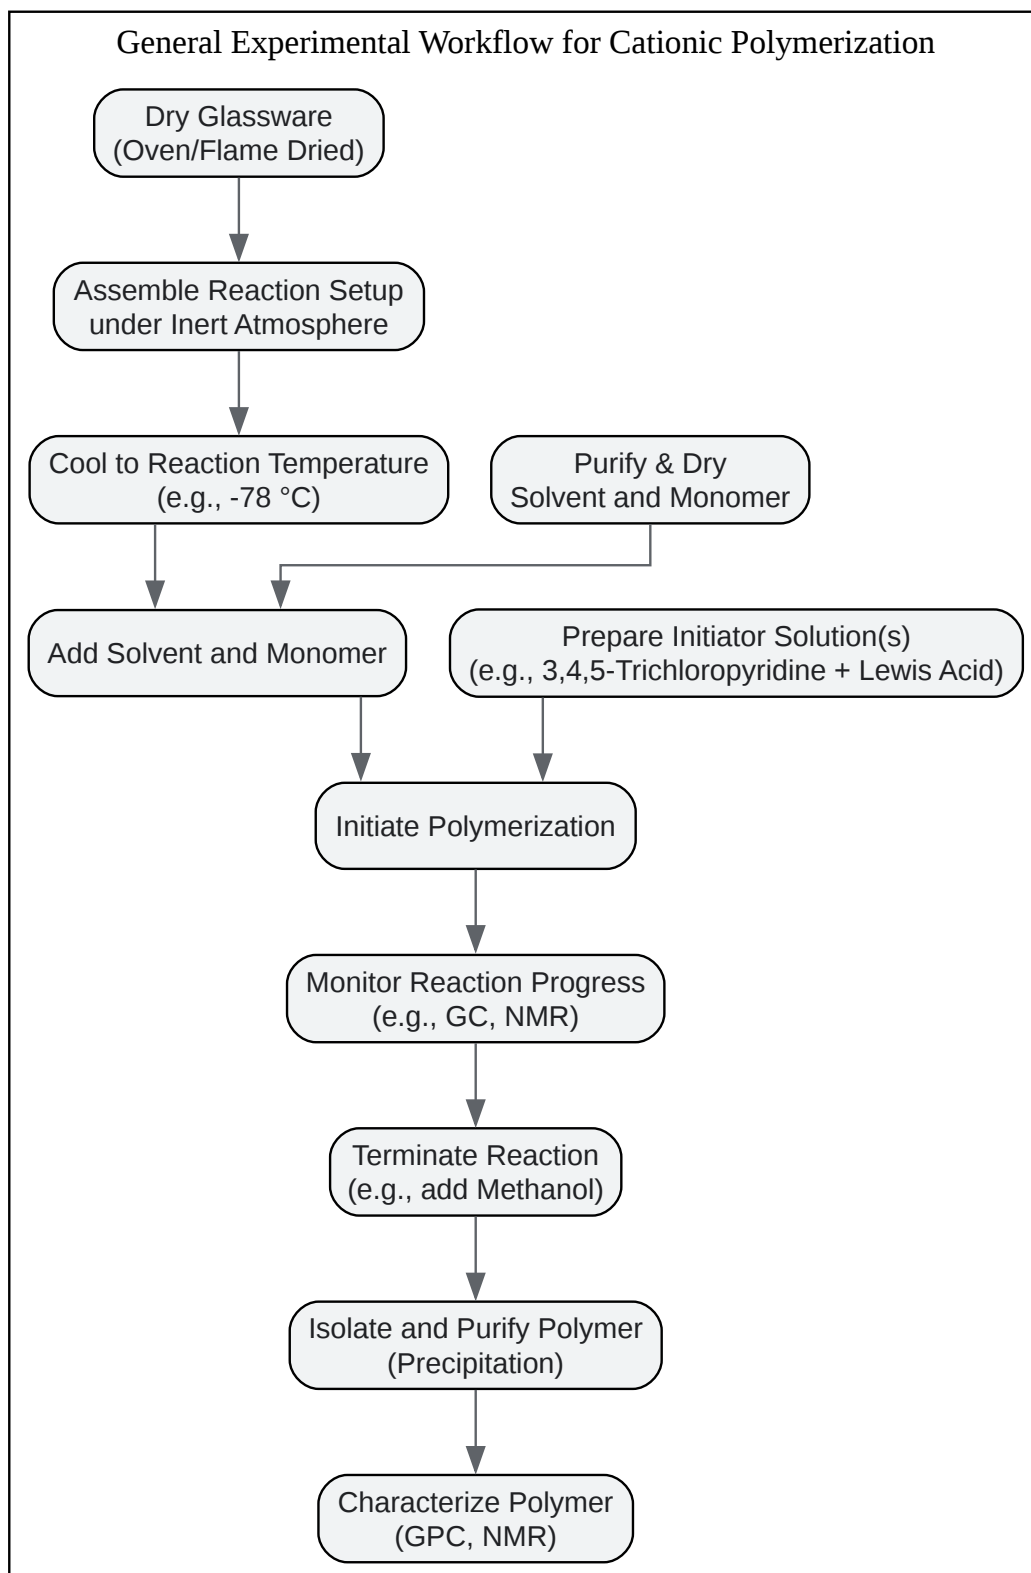 General Experimental Workflow for Cationic Polymerization
Dry Glassware
(Oven/Flame Dried)
Assemble Reaction Setup
under Inert Atmosphere
Cool to Reaction Temperature
(e.g., -78 °C)
Purify & Dry
Solvent and Monomer
Add Solvent and Monomer
Prepare Initiator Solution(s)
(e.g., 3,4,5-Trichloropyridine + Lewis Acid)
Initiate Polymerization
Monitor Reaction Progress
(e.g., GC, NMR)
Terminate Reaction
(e.g., add Methanol)
Isolate and Purify Polymer
(Precipitation)
Characterize Polymer
(GPC, NMR)